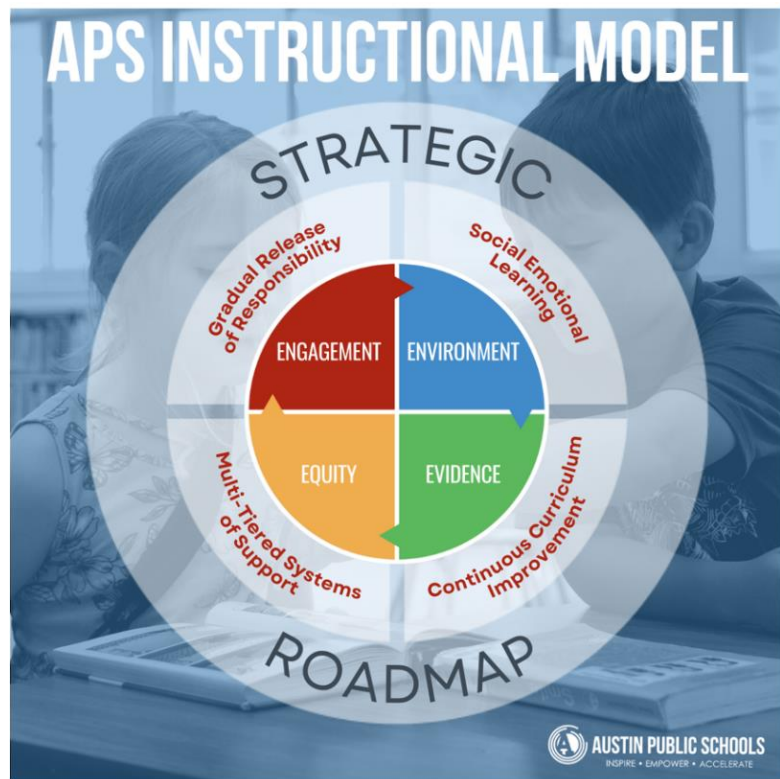 APS INSTRUCTIONAL MODEL
STRATEGIC
Gradual Release
of Responsibility
Social Emotional
Learning
ENGAGEMENT
ENVIRONMENT
EQUITY
EVIDENCE
Multi-Tiered Systems
of Support
Continuous Curriculum
Improvement
ROADMAP
AUSTIN PUBLIC SCHOOLS
INSPIRE • EMPOWER • ACCELERATE